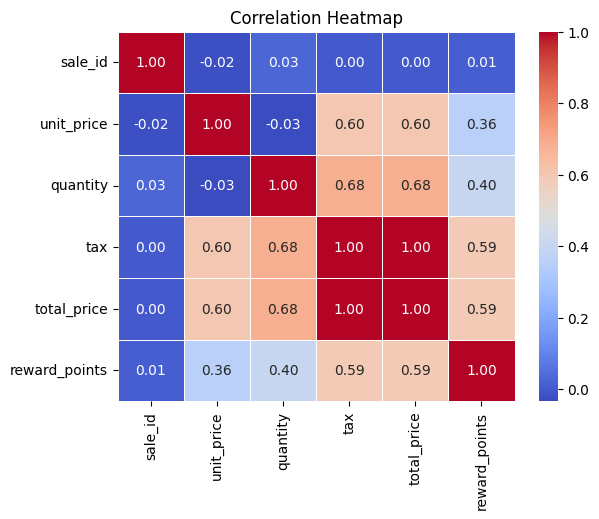 Correlation Heatmap
sale_id 1.00 -0.02 0.03 0.00 0.00 0.01
unit_price -0.02 1.00 -0.03 0.60 0.60 0.36
quantity 0.03 -0.03 1.00 0.68 0.68 0.40
tax 0.00 0.60 0.68 1.00 1.00 0.59
total_price 0.00 0.60 0.68 1.00 1.00 0.59
reward_points 0.01 0.36 0.40 0.59 0.59 1.00
sale_id unit_price quantity tax total_price reward_points
1.0
0.8
0.6
0.4
0.2
0.0